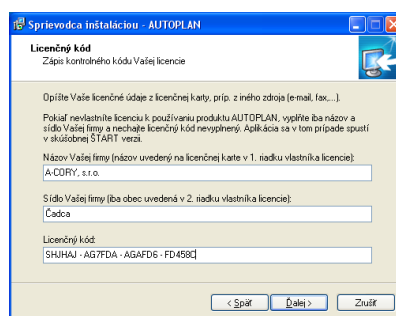 Sprievodca inštaláciou - AUTOPLAN
Licenčný kód
Zápis kontrolného kódu Vašej licencie
Opíšte Vaše licenčné údaje z licenčnej karty, príp. z iného zdroja (e-mail, fax,...).
Pokiaľ nevlastníte licenciu k používaniu produktu AUTOPLAN, vyplňte iba názov a
sídlo Vašej firmy a nechajte licenčný kód nevyplnený. Aplikácia sa v tom prípade spustí
v skúšobnej ŠTART verzii.
Názov Vašej firmy (názov uvedený na licenčnej karte v 1. riadku vlastníka licencie):
A-CORY, s.r.o.
Sídlo Vašej firmy (iba obec uvedená v 2. riadku vlastníka licencie):
Čadca
Licenčný kód:
SHJHAJ - AG7FDA - AGAFD6 - FD458C
< Späť
Ďalej >
Zrušiť